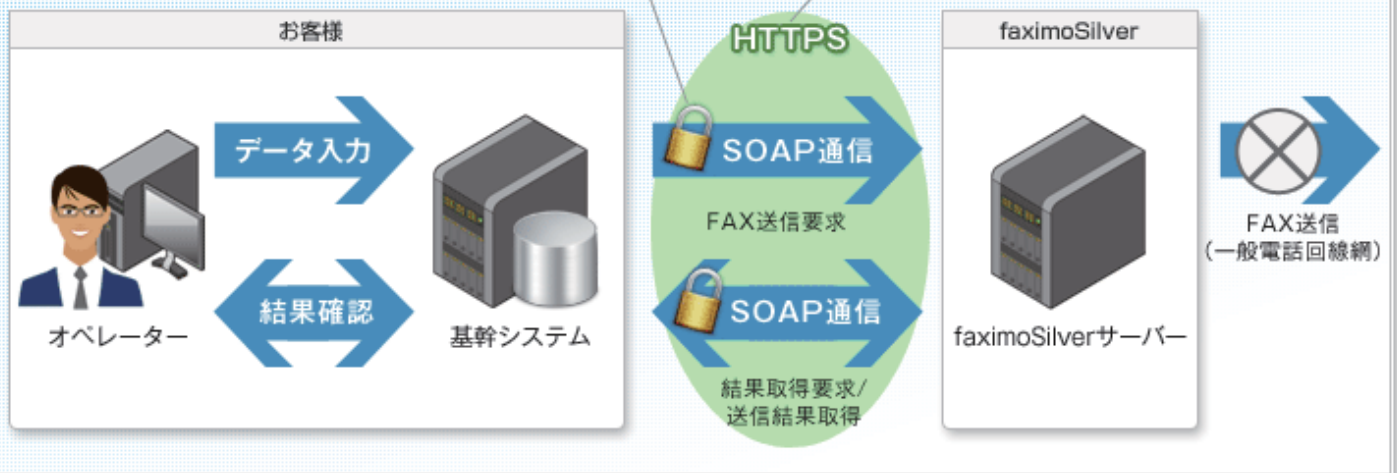 お客様
データ入力
オペレーター
結果確認
基幹システム
HTTPS
SOAP通信
FAX送信要求
SOAP通信
結果取得要求/
送信結果取得
faximoSilver
faximoSilverサーバー
FAX送信
(一般電話回線網)